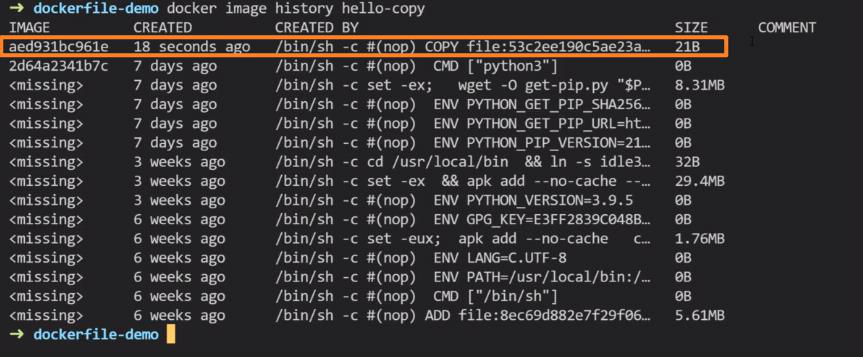 → dockerfile-demo docker image history hello-copy
IMAGE CREATED CREATED BY SIZE COMMENT
aed931bc961e 18 seconds ago /bin/sh -c #(nop) COPY file:53c2ee190c5ae23a… 21B
2d64a2341b7c 7 days ago /bin/sh -c #(nop) CMD ["python3"] 0B
<missing> 7 days ago /bin/sh -c set -ex; wget -O get-pip.py "$P… 8.31MB
<missing> 7 days ago /bin/sh -c #(nop) ENV PYTHON_GET_PIP_SHA256… 0B
<missing> 7 days ago /bin/sh -c #(nop) ENV PYTHON_GET_PIP_URL=ht… 0B
<missing> 7 days ago /bin/sh -c #(nop) ENV PYTHON_PIP_VERSION=21… 0B
<missing> 3 weeks ago /bin/sh -c cd /usr/local/bin && ln -s idle3… 32B
<missing> 3 weeks ago /bin/sh -c set -ex && apk add --no-cache --… 29.4MB
<missing> 3 weeks ago /bin/sh -c #(nop) ENV PYTHON_VERSION=3.9.5 0B
<missing> 6 weeks ago /bin/sh -c #(nop) ENV GPG_KEY=E3FF2839C048B… 0B
<missing> 6 weeks ago /bin/sh -c set -eux; apk add --no-cache c… 1.76MB
<missing> 6 weeks ago /bin/sh -c #(nop) ENV LANG=C.UTF-8 0B
<missing> 6 weeks ago /bin/sh -c #(nop) ENV PATH=/usr/local/bin:/… 0B
<missing> 6 weeks ago /bin/sh -c #(nop) CMD ["/bin/sh"] 0B
<missing> 6 weeks ago /bin/sh -c #(nop) ADD file:8ec69d882e7f29f06… 5.61MB
→ dockerfile-demo